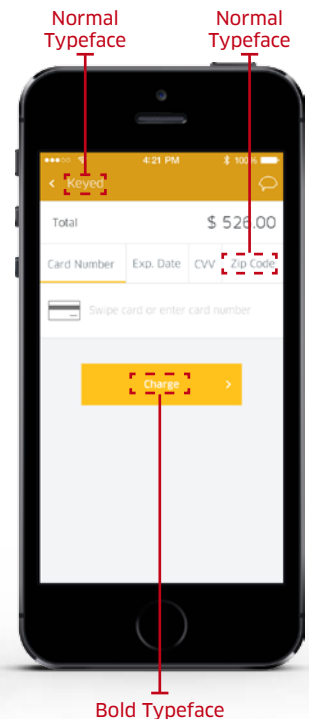 Normal Typeface
Normal Typeface
4:21 PM
100%
Keyed
Total $ 526.00
Card Number Exp. Date CVV Zip Code
Swipe card or enter card number
Charge
Bold Typeface